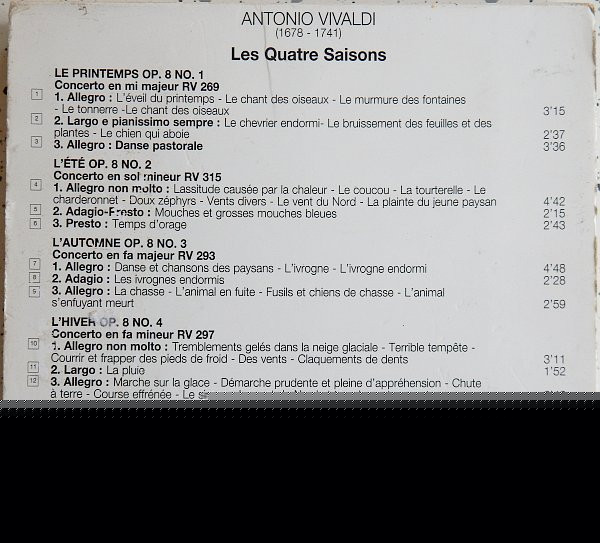 ANTONIO VIVALDI
(1678 - 1741)
Les Quatre Saisons
LE PRINTEMPS OP. 8 NO. 1
Concerto en mi majeur RV 269
1 1. Allegro : L'éveil du printemps - Le chant des oiseaux - Le murmure des fontaines
- Le tonnerre -Le chant des oiseaux 3'15
2 2. Largo e pianissimo sempre : Le chevrier endormi- Le bruissement des feuilles et des
plantes - Le chien qui aboie 2'37
3 3. Allegro : Danse pastorale 3'36
L'ÉTÉ OP. 8 NO. 2
Concerto en sol mineur RV 315
4 1. Allegro non molto : Lassitude causée par la chaleur - Le coucou - La tourterelle - Le
charderonnet - Doux zéphyrs - Vents divers - Le vent du Nord - La plainte du jeune paysan 4'42
5 2. Adagio-Presto : Mouches et grosses mouches bleues 2'15
6 3. Presto : Temps d'orage 2'43
L'AUTOMNE OP. 8 NO. 3
Concerto en fa majeur RV 293
7 1. Allegro : Danse et chansons des paysans - L'ivrogne - L'ivrogne endormi 4'48
8 2. Adagio : Les ivrognes endormis 2'28
9 3. Allegro : La chasse - L'animal en fuite - Fusils et chiens de chasse - L'animal
s'enfuyant meurt 2'59
L'HIVER OP. 8 NO. 4
Concerto en fa mineur RV 297
10 1. Allegro non molto : Tremblements gelés dans la neige glaciale - Terrible tempête -
Courrir et frapper des pieds de froid - Des vents - Claquements de dents 3'11
11 2. Largo : La pluie 1'52
12 3. Allegro : Marche sur la glace - Démarche prudente et pleine d'appréhension - Chute
à terre - Course effrénée - Le